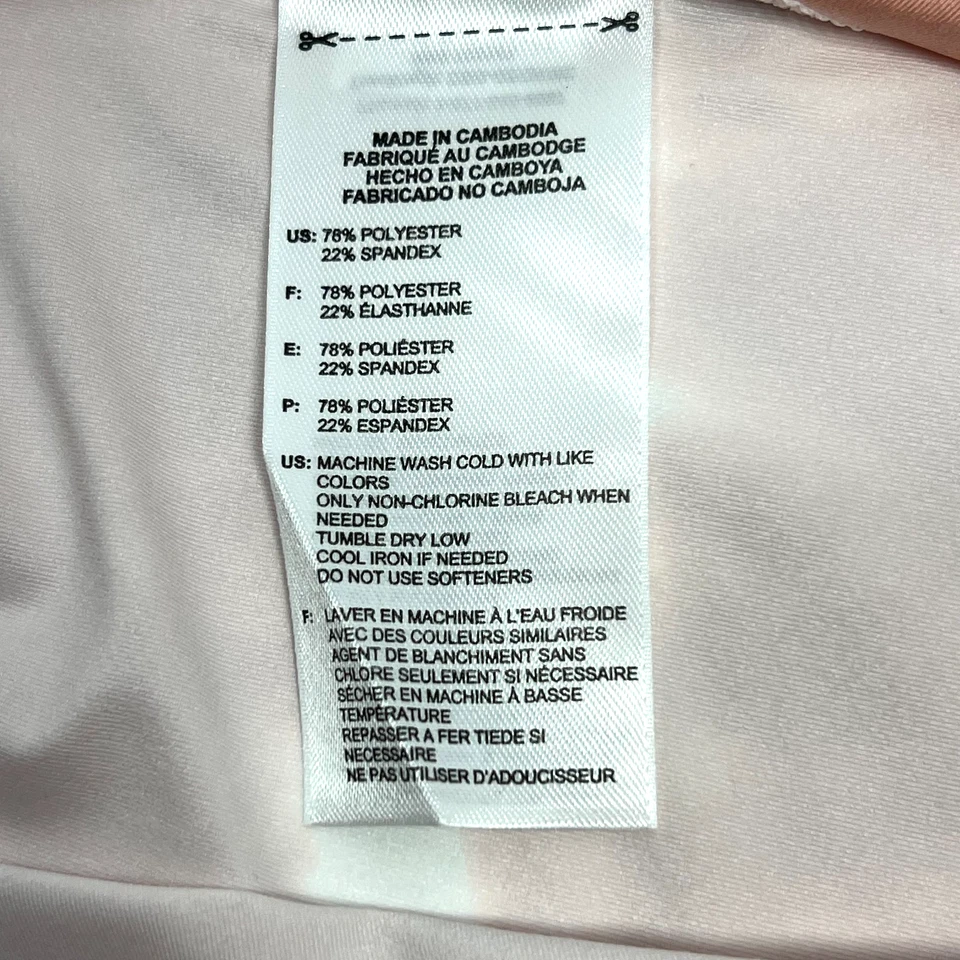 MADE IN CAMBODIA
FABRIQUÉ AU CAMBODGE
HECHO EN CAMBOYA
FABRICADO NO CAMBOJA
US: 78% POLYESTER
22% SPANDEX
F: 78% POLYESTER
22% ÉLASTHANNE
E: 78% POLIÉSTER
22% SPANDEX
P: 78% POLIÉSTER
22% ESPANDEX
US: MACHINE WASH COLD WITH LIKE
COLORS
ONLY NON-CHLORINE BLEACH WHEN
NEEDED
TUMBLE DRY LOW
COOL IRON IF NEEDED
DO NOT USE SOFTENERS
F: LAVER EN MACHINE À L'EAU FROIDE
AVEC DES COULEURS SIMILAIRES
AGENT DE BLANCHIMENT SANS
CHLORE SEULEMENT SI NÉCESSAIRE
SÉCHER EN MACHINE À BASSE
TEMPÉRATURE
REPASSER A FER TIEDE SI
NECESSAIRE
NE PAS UTILISER D'ADOUCISSEUR